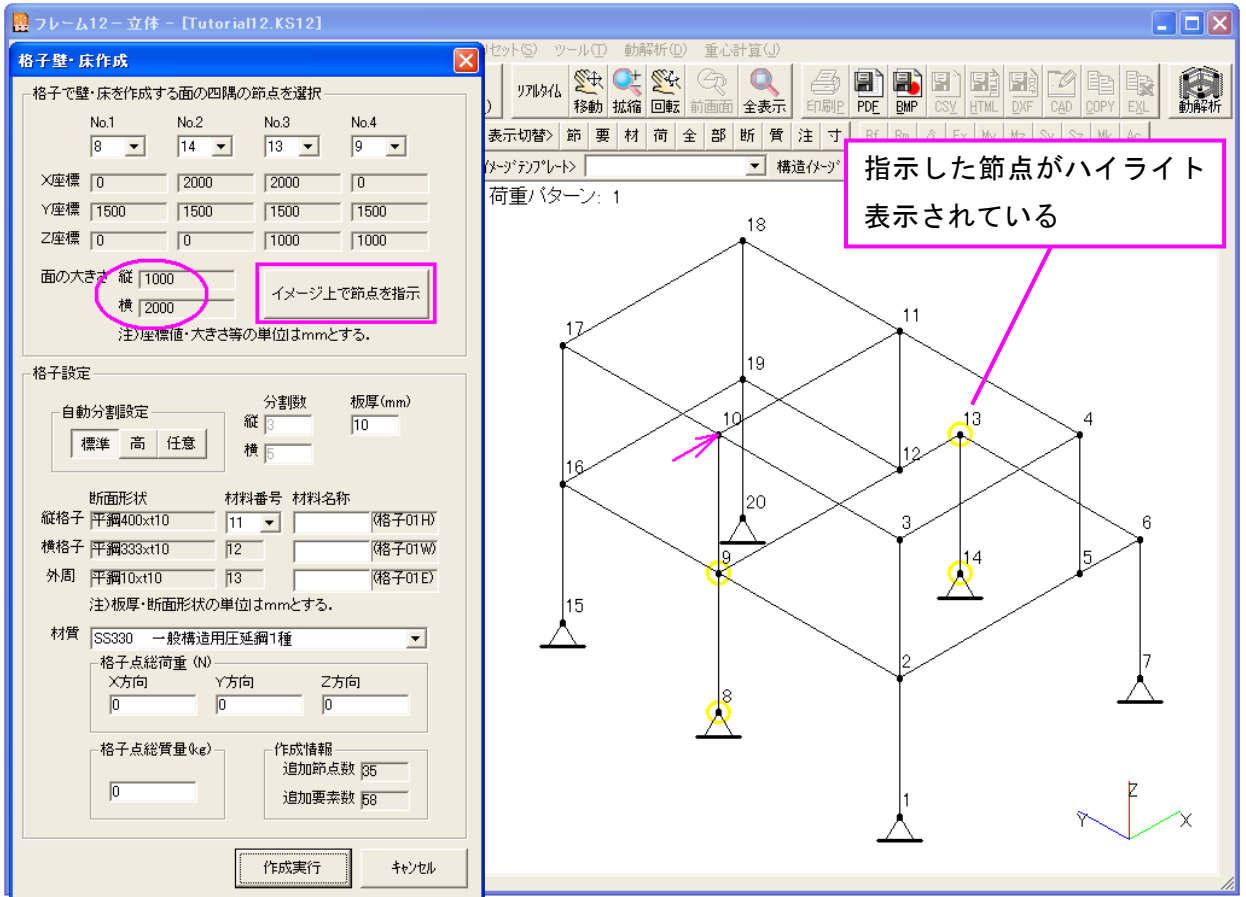 フレーム12－立体 － [Tutorial12.KS12]
リセット(S) ツール(T) 動解析(D) 重心計算(J)
格子壁・床作成
リアルタイム 移動 拡縮 回転 前画面 全表示 印刷P PDF BMP CSV HTML DXF CAD COPY EXL 動解析
表示切替> 節 要 材 荷 全 部 断 質 注 寸
構造イメージ
格子で壁・床を作成する面の四隅の節点を選択
No.1 No.2 No.3 No.4
8 14 13 9
X座標 0 2000 2000 0
Y座標 1500 1500 1500 1500
Z座標 0 0 1000 1000
面の大きさ 縦 1000
横 2000
イメージ上で節点を指示
注)座標値・大きさ等の単位はmmとする.
格子設定
自動分割設定
標準 高 任意
分割数 板厚(mm)
縦 3 10
横 5
断面形状 材料番号 材料名称
縦格子 平鋼400xt10 11 (格子01H)
横格子 平鋼333xt10 12 (格子01W)
外周 平鋼10xt10 13 (格子01E)
注)板厚・断面形状の単位はmmとする.
材質 SS330 一般構造用圧延鋼1種
格子点総荷重 (N)
X方向 Y方向 Z方向
0 0 0
格子点総質量(kg)
0
作成情報
追加節点数 35
追加要素数 58
作成実行 キャンセル
荷重パターン: 1
指示した節点がハイライト
表示されている
18
11
17
19
10
13
4
16
12
20
3
6
9
14
5
15
2
7
8
1
Z
Y
X